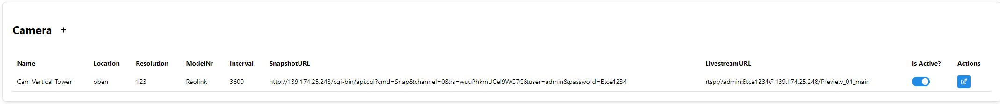 Camera +
Name Location Resolution ModelNr Interval SnapshotURL LivestreamURL Is Active? Actions
Cam Vertical Tower oben 123 Reolink 3600 http://139.174.25.248/cgi-bin/api.cgi?cmd=Snap&channel=0&rs=wuuPhkmUCeI9WG7C&user=admin&password=Etce1234 rtsp://admin:Etce1234@139.174.25.248/Preview_01_main